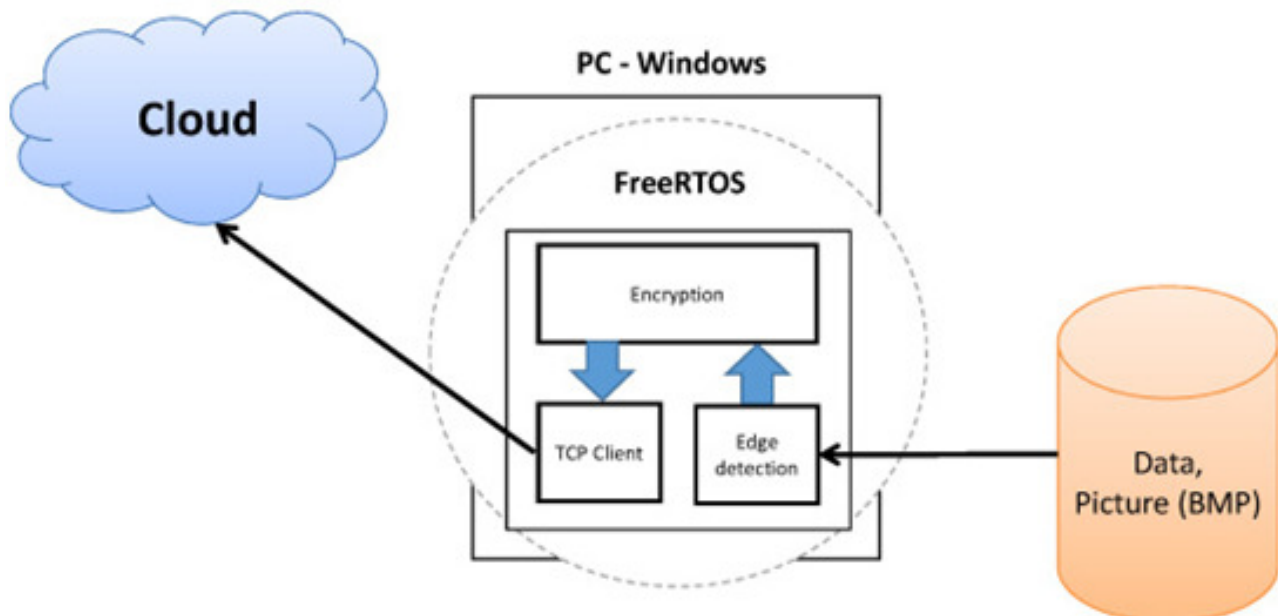 Cloud
PC - Windows
FreeRTOS
Encryption
TCP Client
Edge
detection
Data,
Picture (BMP)